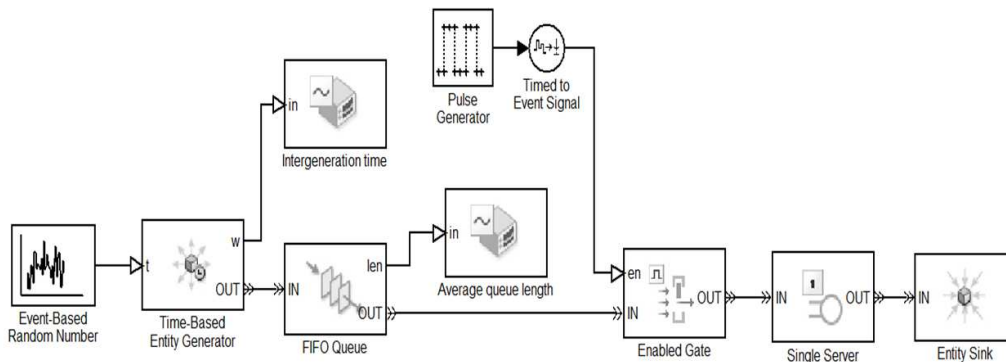 Pulse
Generator
Timed to
Event Signal
in
Intergeneration time
w
t
OUT
Event-Based
Random Number
Time-Based
Entity Generator
in
Average queue length
len
IN
OUT
FIFO Queue
en
IN
OUT
Enabled Gate
1
IN
OUT
Single Server
IN
Entity Sink